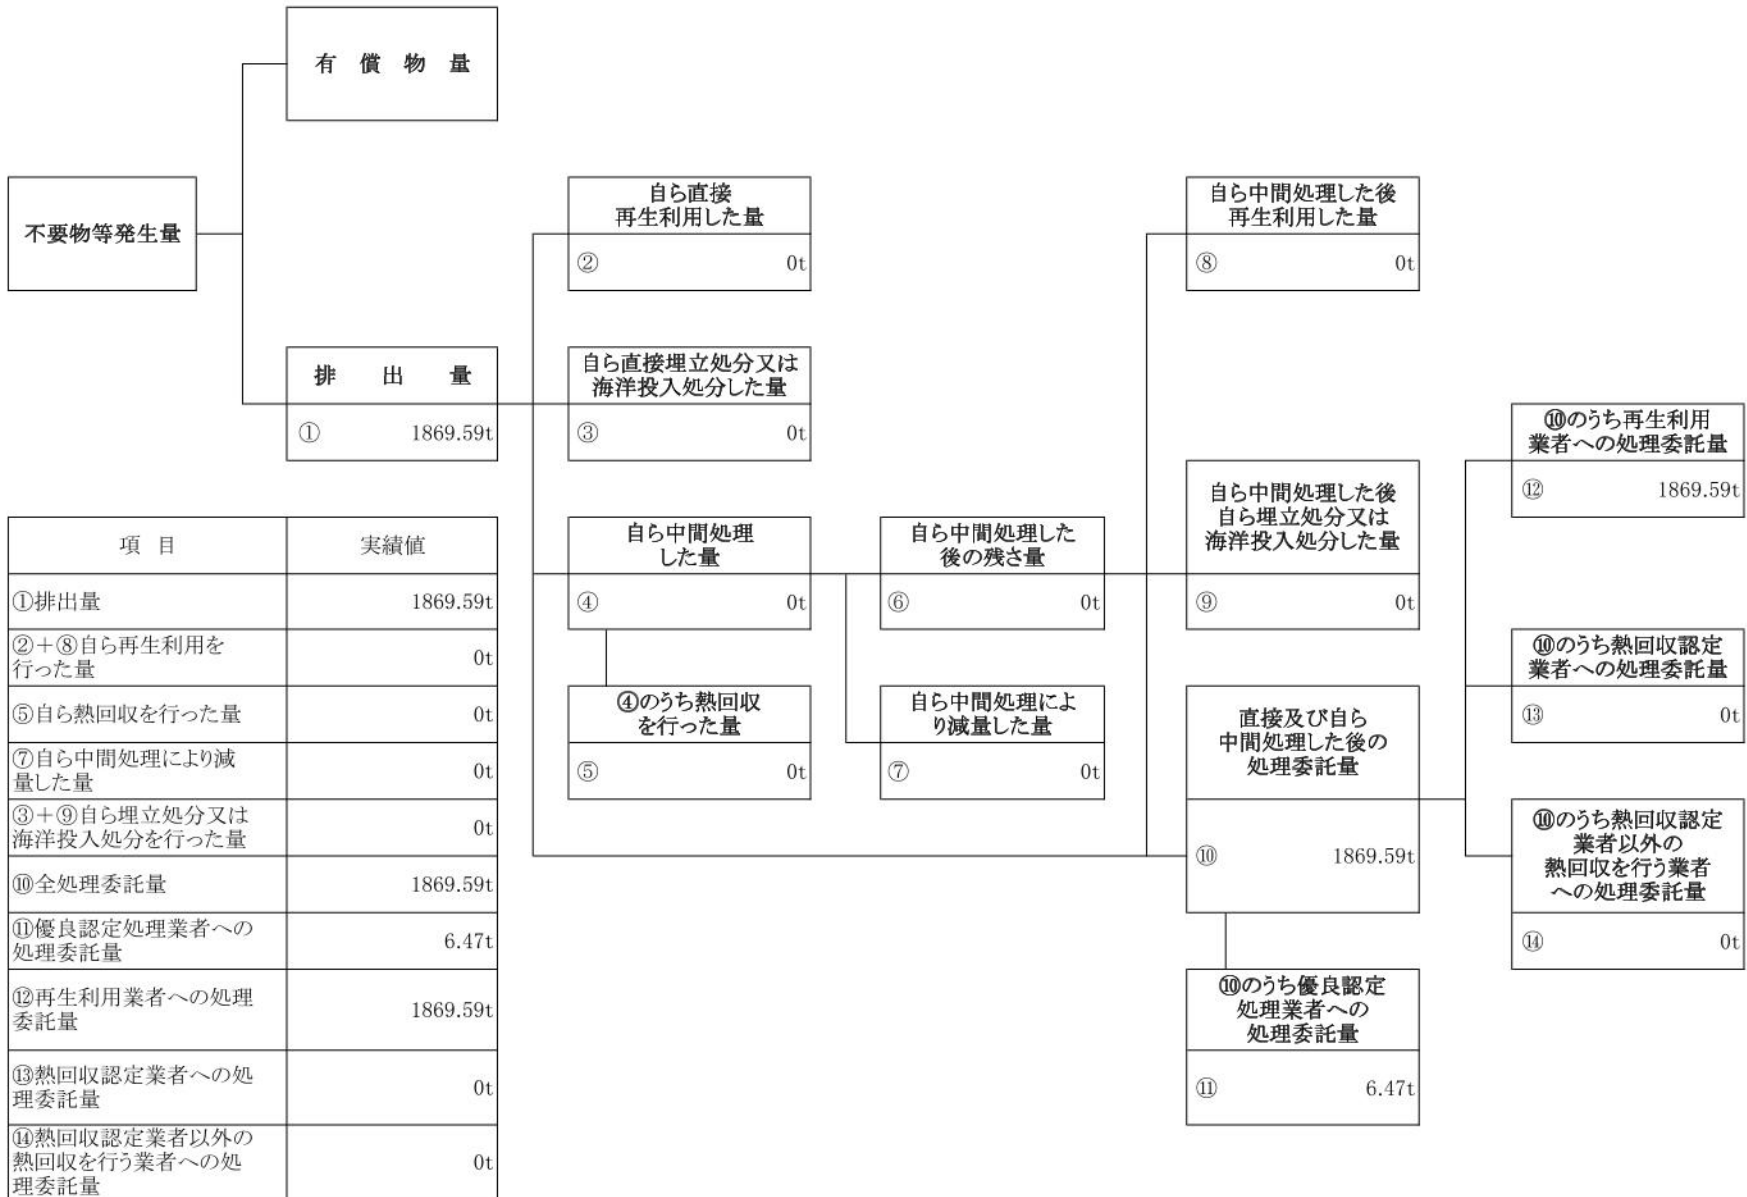 有 償 物 量
不要物等発生量
排 出 量
① 1869.59t
自ら直接
再生利用した量
② 0t
自ら直接埋立処分又は
海洋投入処分した量
③ 0t
自ら中間処理
した量
④ 0t
④のうち熱回収
を行った量
⑤ 0t
自ら中間処理した
後の残さ量
⑥ 0t
自ら中間処理によ
り減量した量
⑦ 0t
自ら中間処理した後
再生利用した量
⑧ 0t
自ら中間処理した後
自ら埋立処分又は
海洋投入処分した量
⑨ 0t
直接及び自ら
中間処理した後の
処理委託量
⑩ 1869.59t
⑩のうち優良認定
処理業者への
処理委託量
⑪ 6.47t
⑩のうち再生利用
業者への処理委託量
⑫ 1869.59t
⑩のうち熱回収認定
業者への処理委託量
⑬ 0t
⑩のうち熱回収認定
業者以外の
熱回収を行う業者
への処理委託量
⑭ 0t
項 目 実績値
①排出量 1869.59t
②+⑧自ら再生利用を
行った量 0t
⑤自ら熱回収を行った量 0t
⑦自ら中間処理により減
量した量 0t
③+⑨自ら埋立処分又は
海洋投入処分を行った量 0t
⑩全処理委託量 1869.59t
⑪優良認定処理業者への
処理委託量 6.47t
⑫再生利用業者への処理
委託量 1869.59t
⑬熱回収認定業者への処
理委託量 0t
⑭熱回収認定業者以外の
熱回収を行う業者への処
理委託量 0t